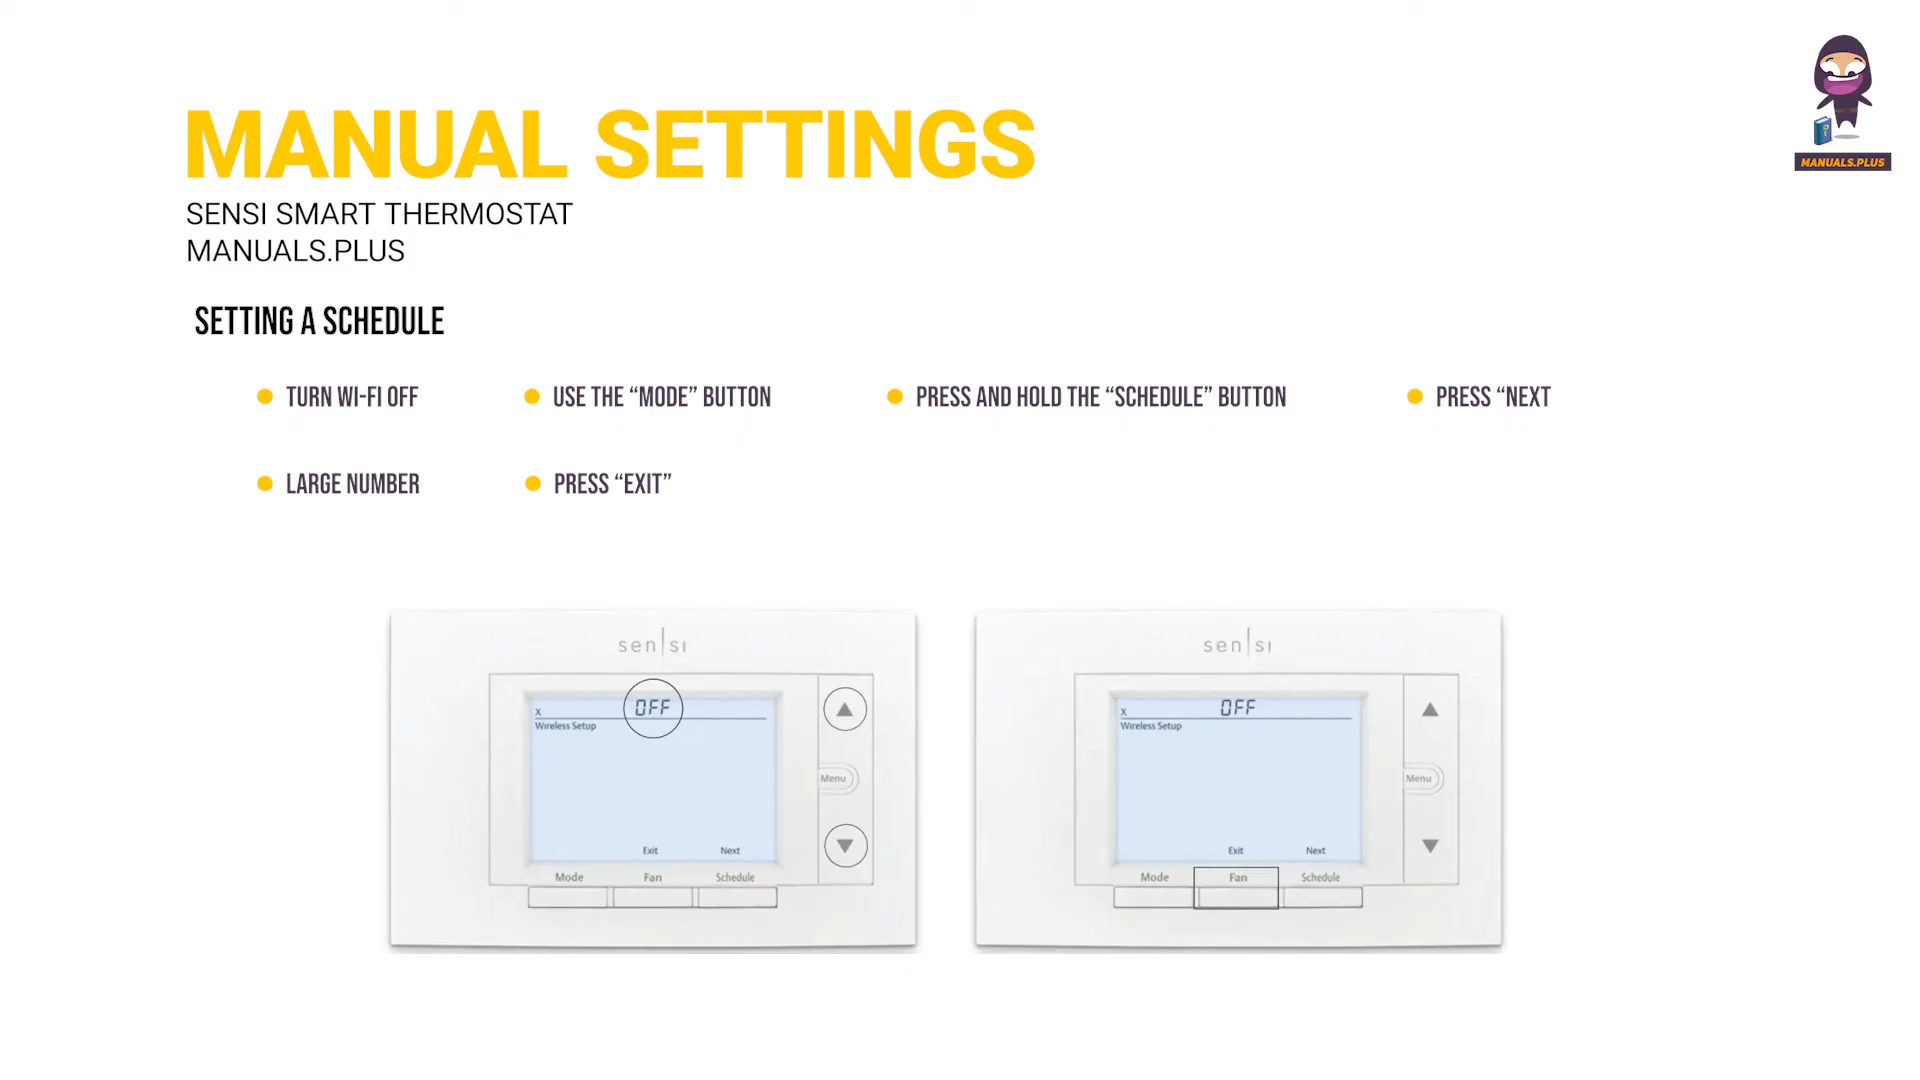 MANUALS.PLUS
MANUAL SETTINGS
SENSI SMART THERMOSTAT
MANUALS.PLUS
SETTING A SCHEDULE
TURN WI-FI OFF
USE THE “MODE” BUTTON
PRESS AND HOLD THE “SCHEDULE” BUTTON
PRESS “NEXT
LARGE NUMBER
PRESS “EXIT”
sensi
X OFF
Wireless Setup
Menu
Exit Next
Mode Fan Schedule
sensi
X OFF
Wireless Setup
Menu
Exit Next
Mode Fan Schedule